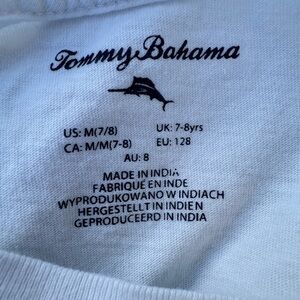 Tommy Bahama
US: M(7/8) UK: 7-8yrs
CA: M/M(7-8) EU: 128
AU: 8
MADE IN INDIA
FABRIQUÉ EN INDE
WYPRODUKOWANO W INDIACH
HERGESTELLT IN INDIEN
GEPRODUCEERD IN INDIA